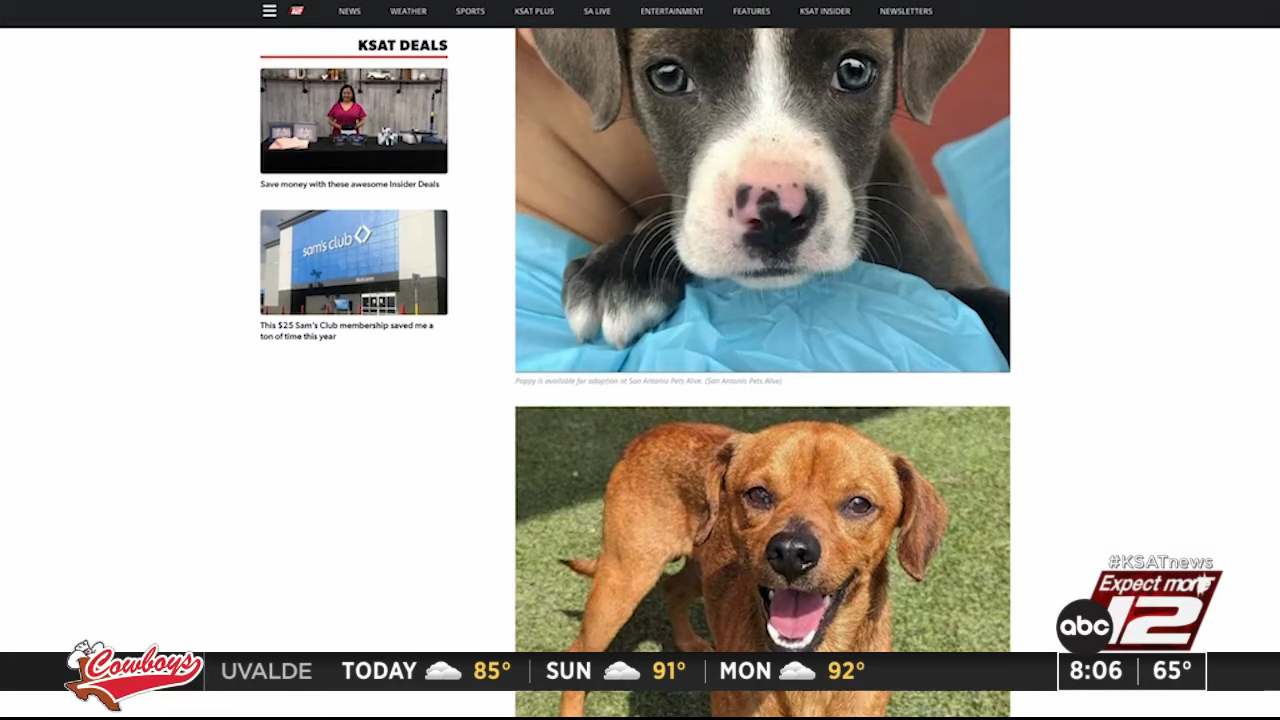 NEWS WEATHER SPORTS KSAT PLUS SA LIVE ENTERTAINMENT FEATURES KSAT INSIDER NEWSLETTERS
KSAT DEALS
Save money with these awesome Insider Deals
sam's club
Welcome
This $25 Sam's Club membership saved me a
ton of time this year
Poppy is available for adoption at San Antonio Pets Alive. (San Antonio Pets Alive)
#KSATnews
Expect more
abc 12
Cowboys UVALDE TODAY 85° SUN 91° MON 92° 8:06 65°